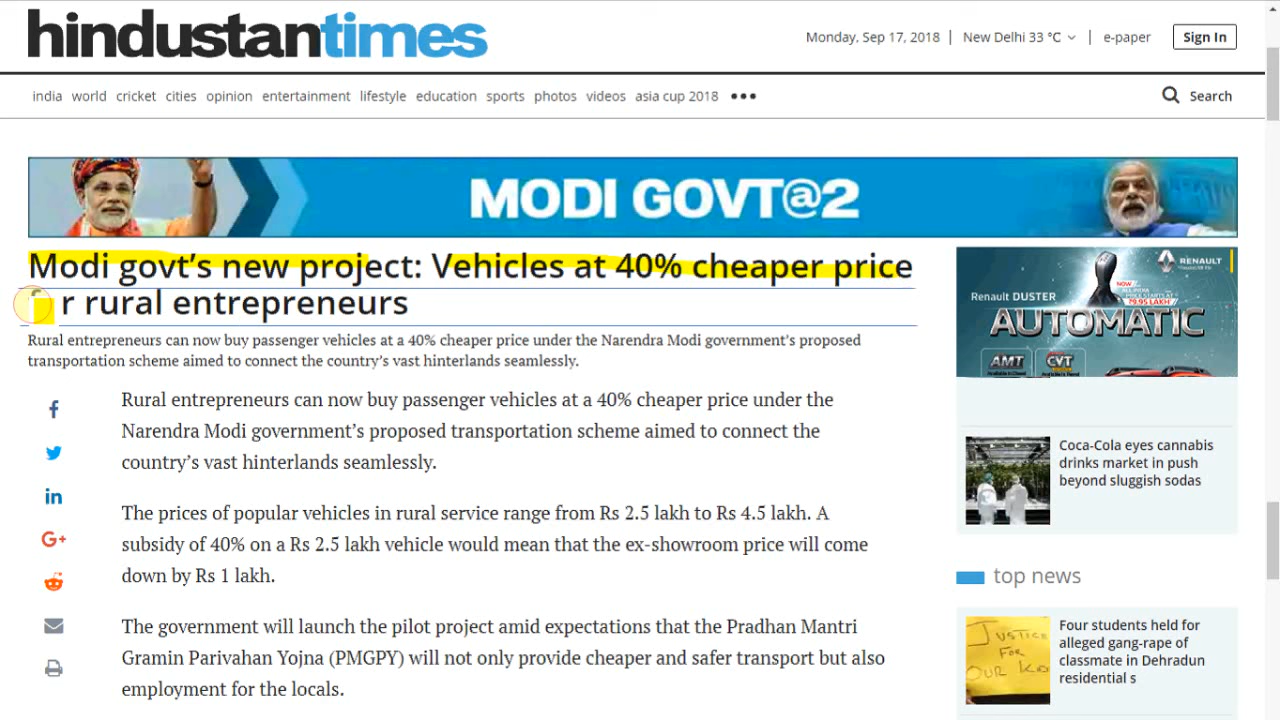 hindustantimes
Monday, Sep 17, 2018 | New Delhi 33 °C | e-paper Sign In
india world cricket cities opinion entertainment lifestyle education sports photos videos asia cup 2018 ••• Search
MODI GOVT@2
Modi govt's new project: Vehicles at 40% cheaper price
r rural entrepreneurs
Rural entrepreneurs can now buy passenger vehicles at a 40% cheaper price under the Narendra Modi government's proposed
transportation scheme aimed to connect the country's vast hinterlands seamlessly.
Rural entrepreneurs can now buy passenger vehicles at a 40% cheaper price under the
Narendra Modi government's proposed transportation scheme aimed to connect the
country's vast hinterlands seamlessly.
The prices of popular vehicles in rural service range from Rs 2.5 lakh to Rs 4.5 lakh. A
subsidy of 40% on a Rs 2.5 lakh vehicle would mean that the ex-showroom price will come
down by Rs 1 lakh.
The government will launch the pilot project amid expectations that the Pradhan Mantri
Gramin Parivahan Yojna (PMGPY) will not only provide cheaper and safer transport but also
employment for the locals.
RENAULT
Renault DUSTER
NOW
₹9.95 LAKH*
AUTOMATIC
AMT
CVT
Coca-Cola eyes cannabis
drinks market in push
beyond sluggish sodas
top news
JUSTICE
FOR
OUR
Four students held for
alleged gang-rape of
classmate in Dehradun
residential s